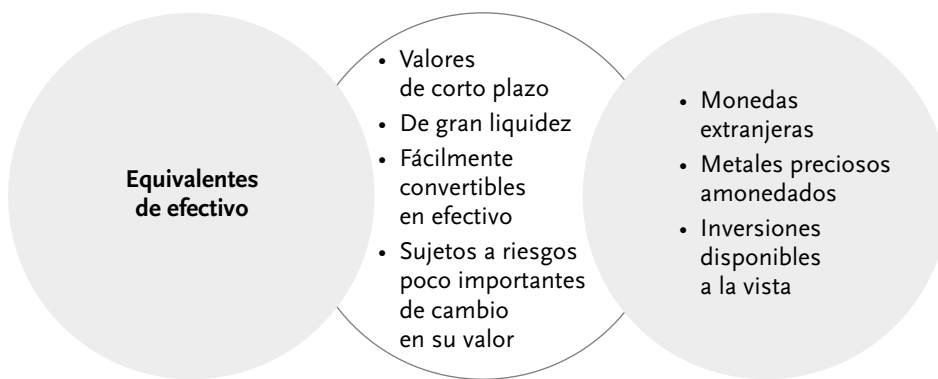 Equivalentes
de efectivo
• Valores
de corto plazo
• De gran liquidez
• Fácilmente
convertibles
en efectivo
• Sujetos a riesgos
poco importantes
de cambio
en su valor
• Monedas
extranjeras
• Metales preciosos
amonedados
• Inversiones
disponibles
a la vista